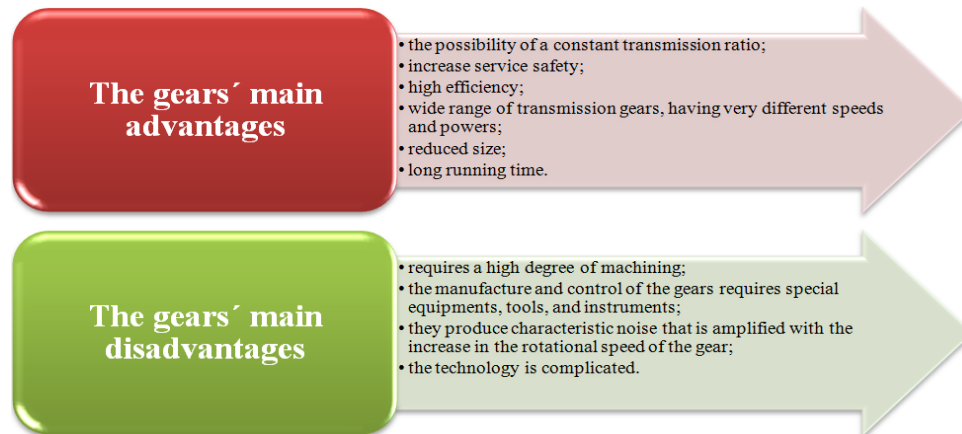 The gears´ main
advantages
• the possibility of a constant transmission ratio;
• increase service safety;
• high efficiency;
• wide range of transmission gears, having very different speeds
and powers;
• reduced size;
• long running time.
The gears´ main
disadvantages
• requires a high degree of machining;
• the manufacture and control of the gears requires special
equipments, tools, and instruments;
• they produce characteristic noise that is amplified with the
increase in the rotational speed of the gear;
• the technology is complicated.